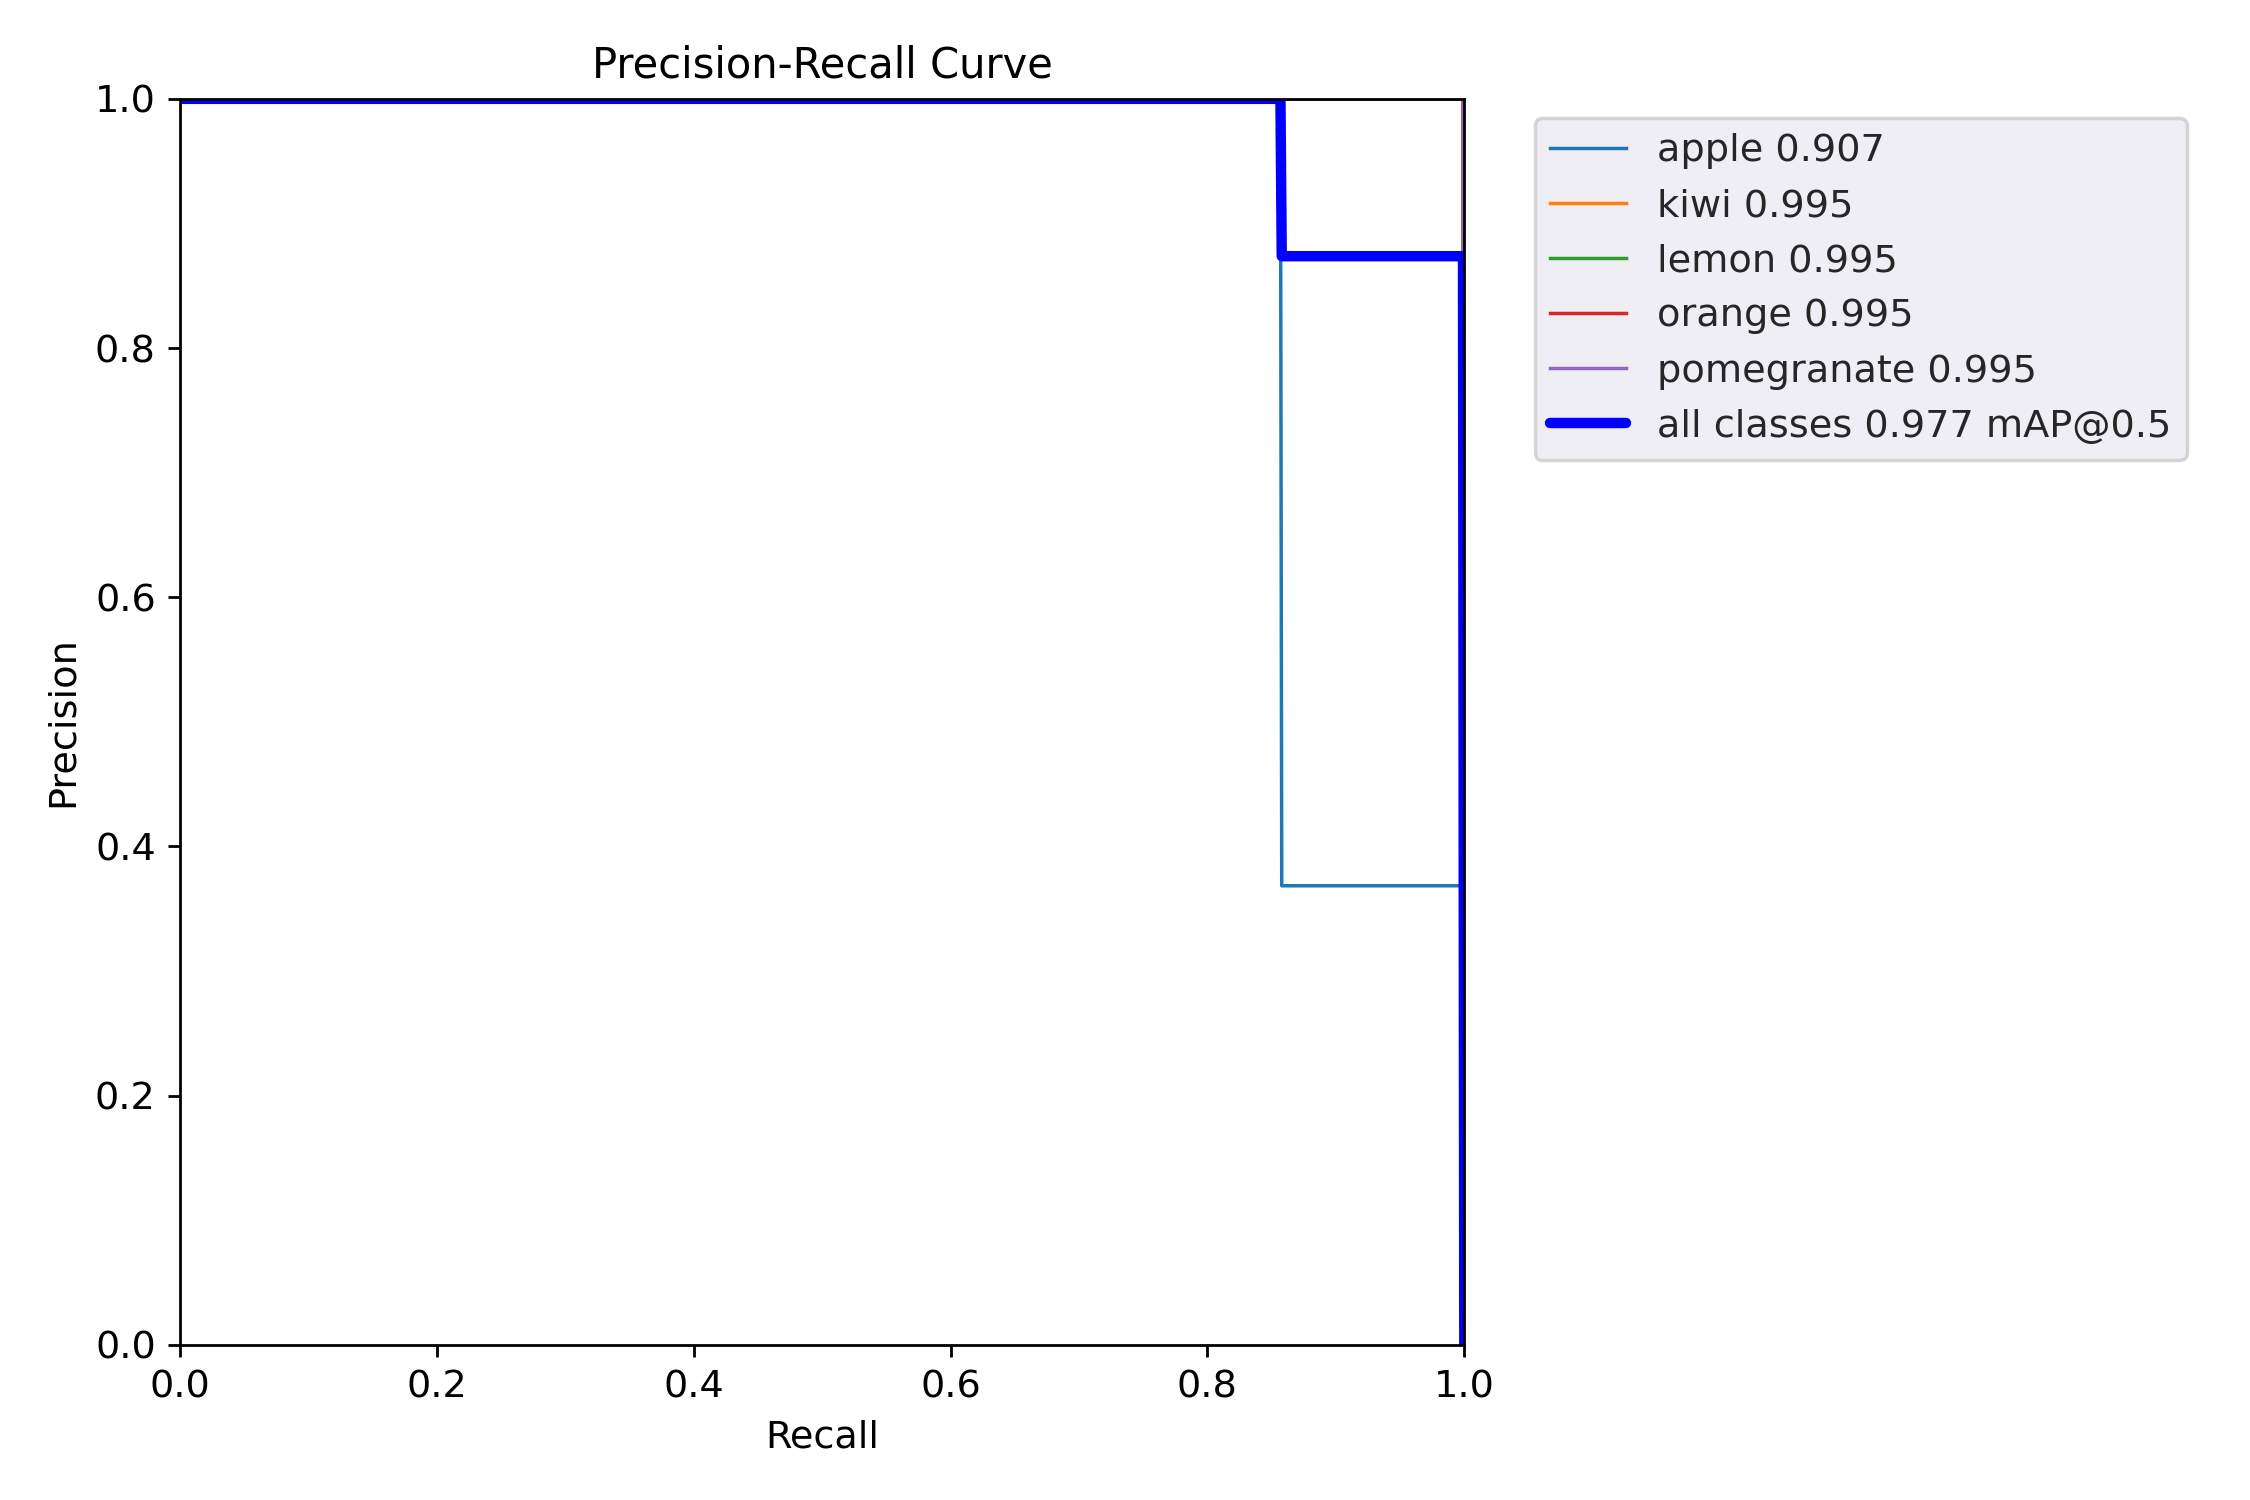 Precision-Recall Curve
1.0
0.8
0.6
0.4
0.2
0.0
Precision
0.0 0.2 0.4 0.6 0.8 1.0
Recall
apple 0.907
kiwi 0.995
lemon 0.995
orange 0.995
pomegranate 0.995
all classes 0.977 mAP@0.5